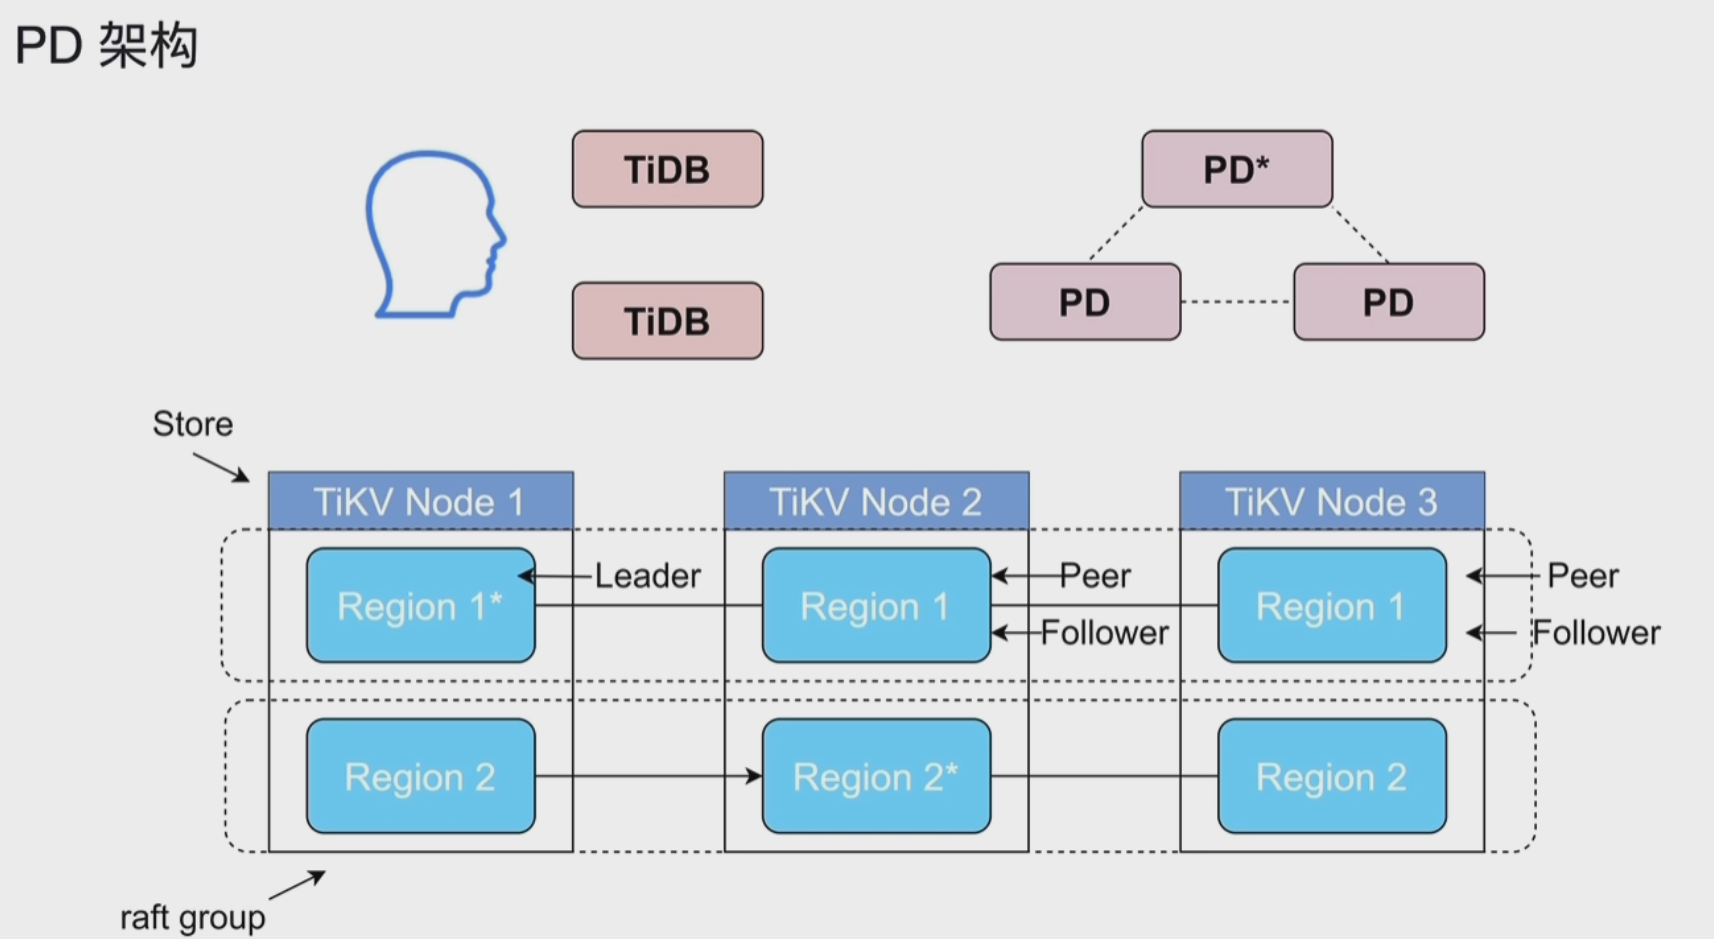 PD 架构
TiDB
PD*
TiDB
PD
PD
Store
TiKV Node 1
TiKV Node 2
TiKV Node 3
Region 1*
Leader
Region 1
Peer
Follower
Region 1
Peer
Follower
Region 2
Region 2*
Region 2
raft group